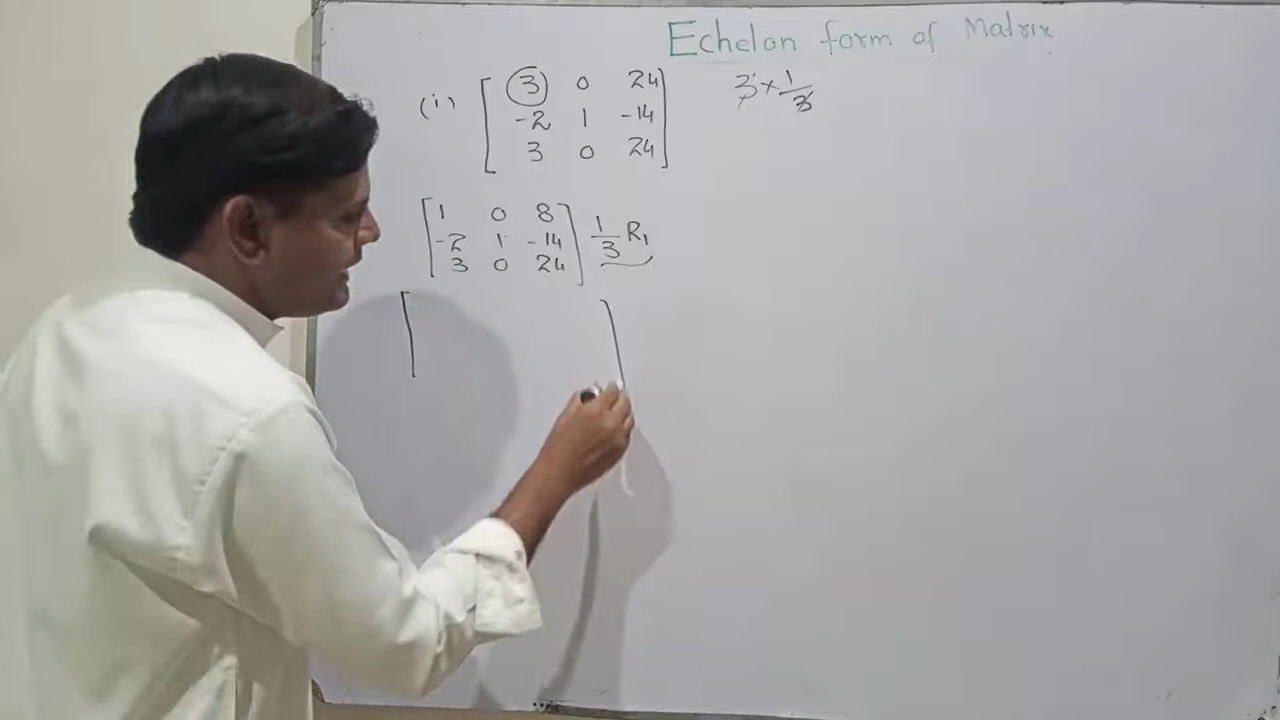 Echelon form of Matrix
(i) [ 3 0 24 ] 3 × 1/3
-2 1 -14
3 0 24
[ 1 0 8 ] 1/3 R₁
-2 1 -14
3 0 24
[ ]